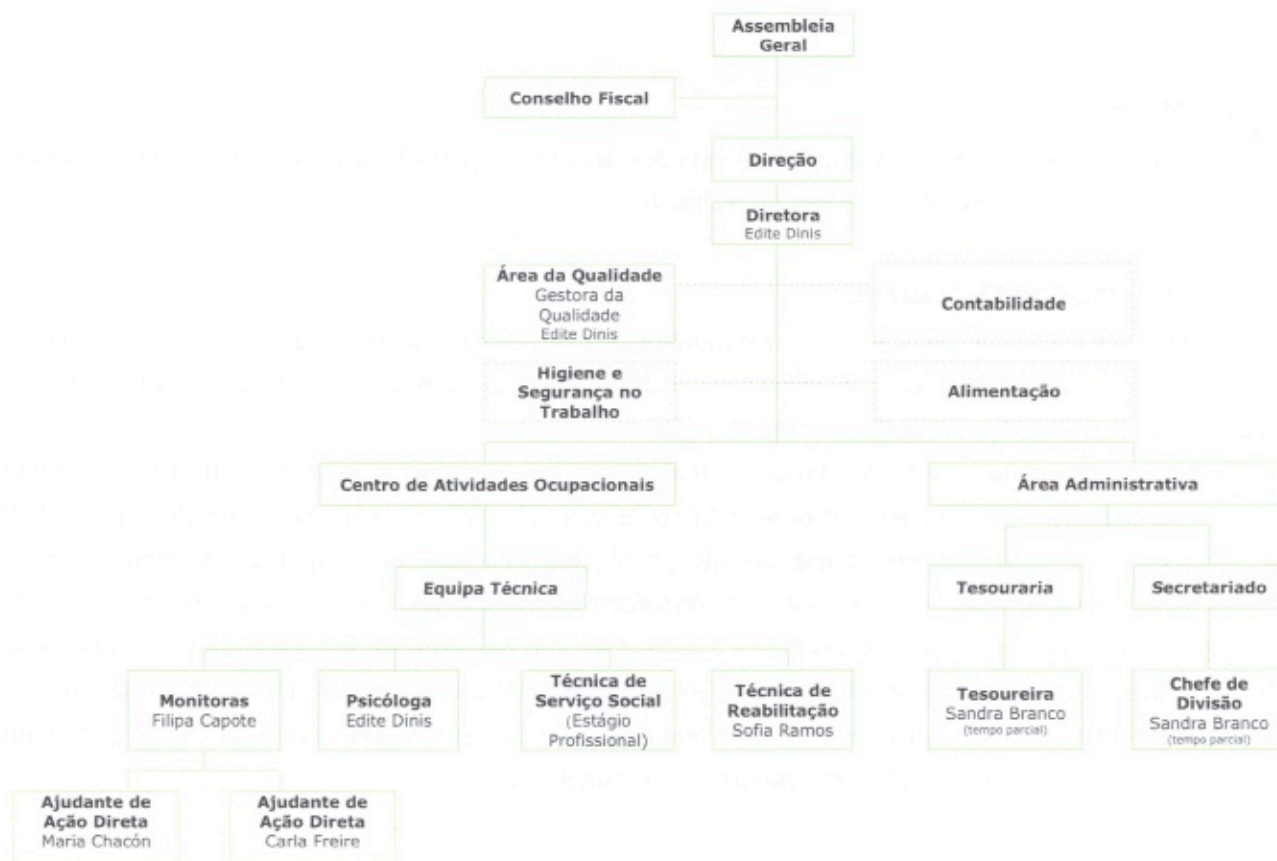 Assembleia
Geral
Conselho Fiscal
Direção
Diretora
Edite Dinis
Área da Qualidade
Gestora da
Qualidade
Edite Dinis
Contabilidade
Higiene e
Segurança no
Trabalho
Alimentação
Centro de Atividades Ocupacionais
Área Administrativa
Equipa Técnica
Tesouraria
Secretariado
Monitoras
Filipa Capote
Psicóloga
Edite Dinis
Técnica de
Serviço Social
(Estágio
Profissional)
Técnica de
Reabilitação
Sofia Ramos
Tesoureira
Sandra Branco
(tempo parcial)
Chefe de
Divisão
Sandra Branco
(tempo parcial)
Ajudante de
Ação Direta
Maria Chacón
Ajudante de
Ação Direta
Carla Freire